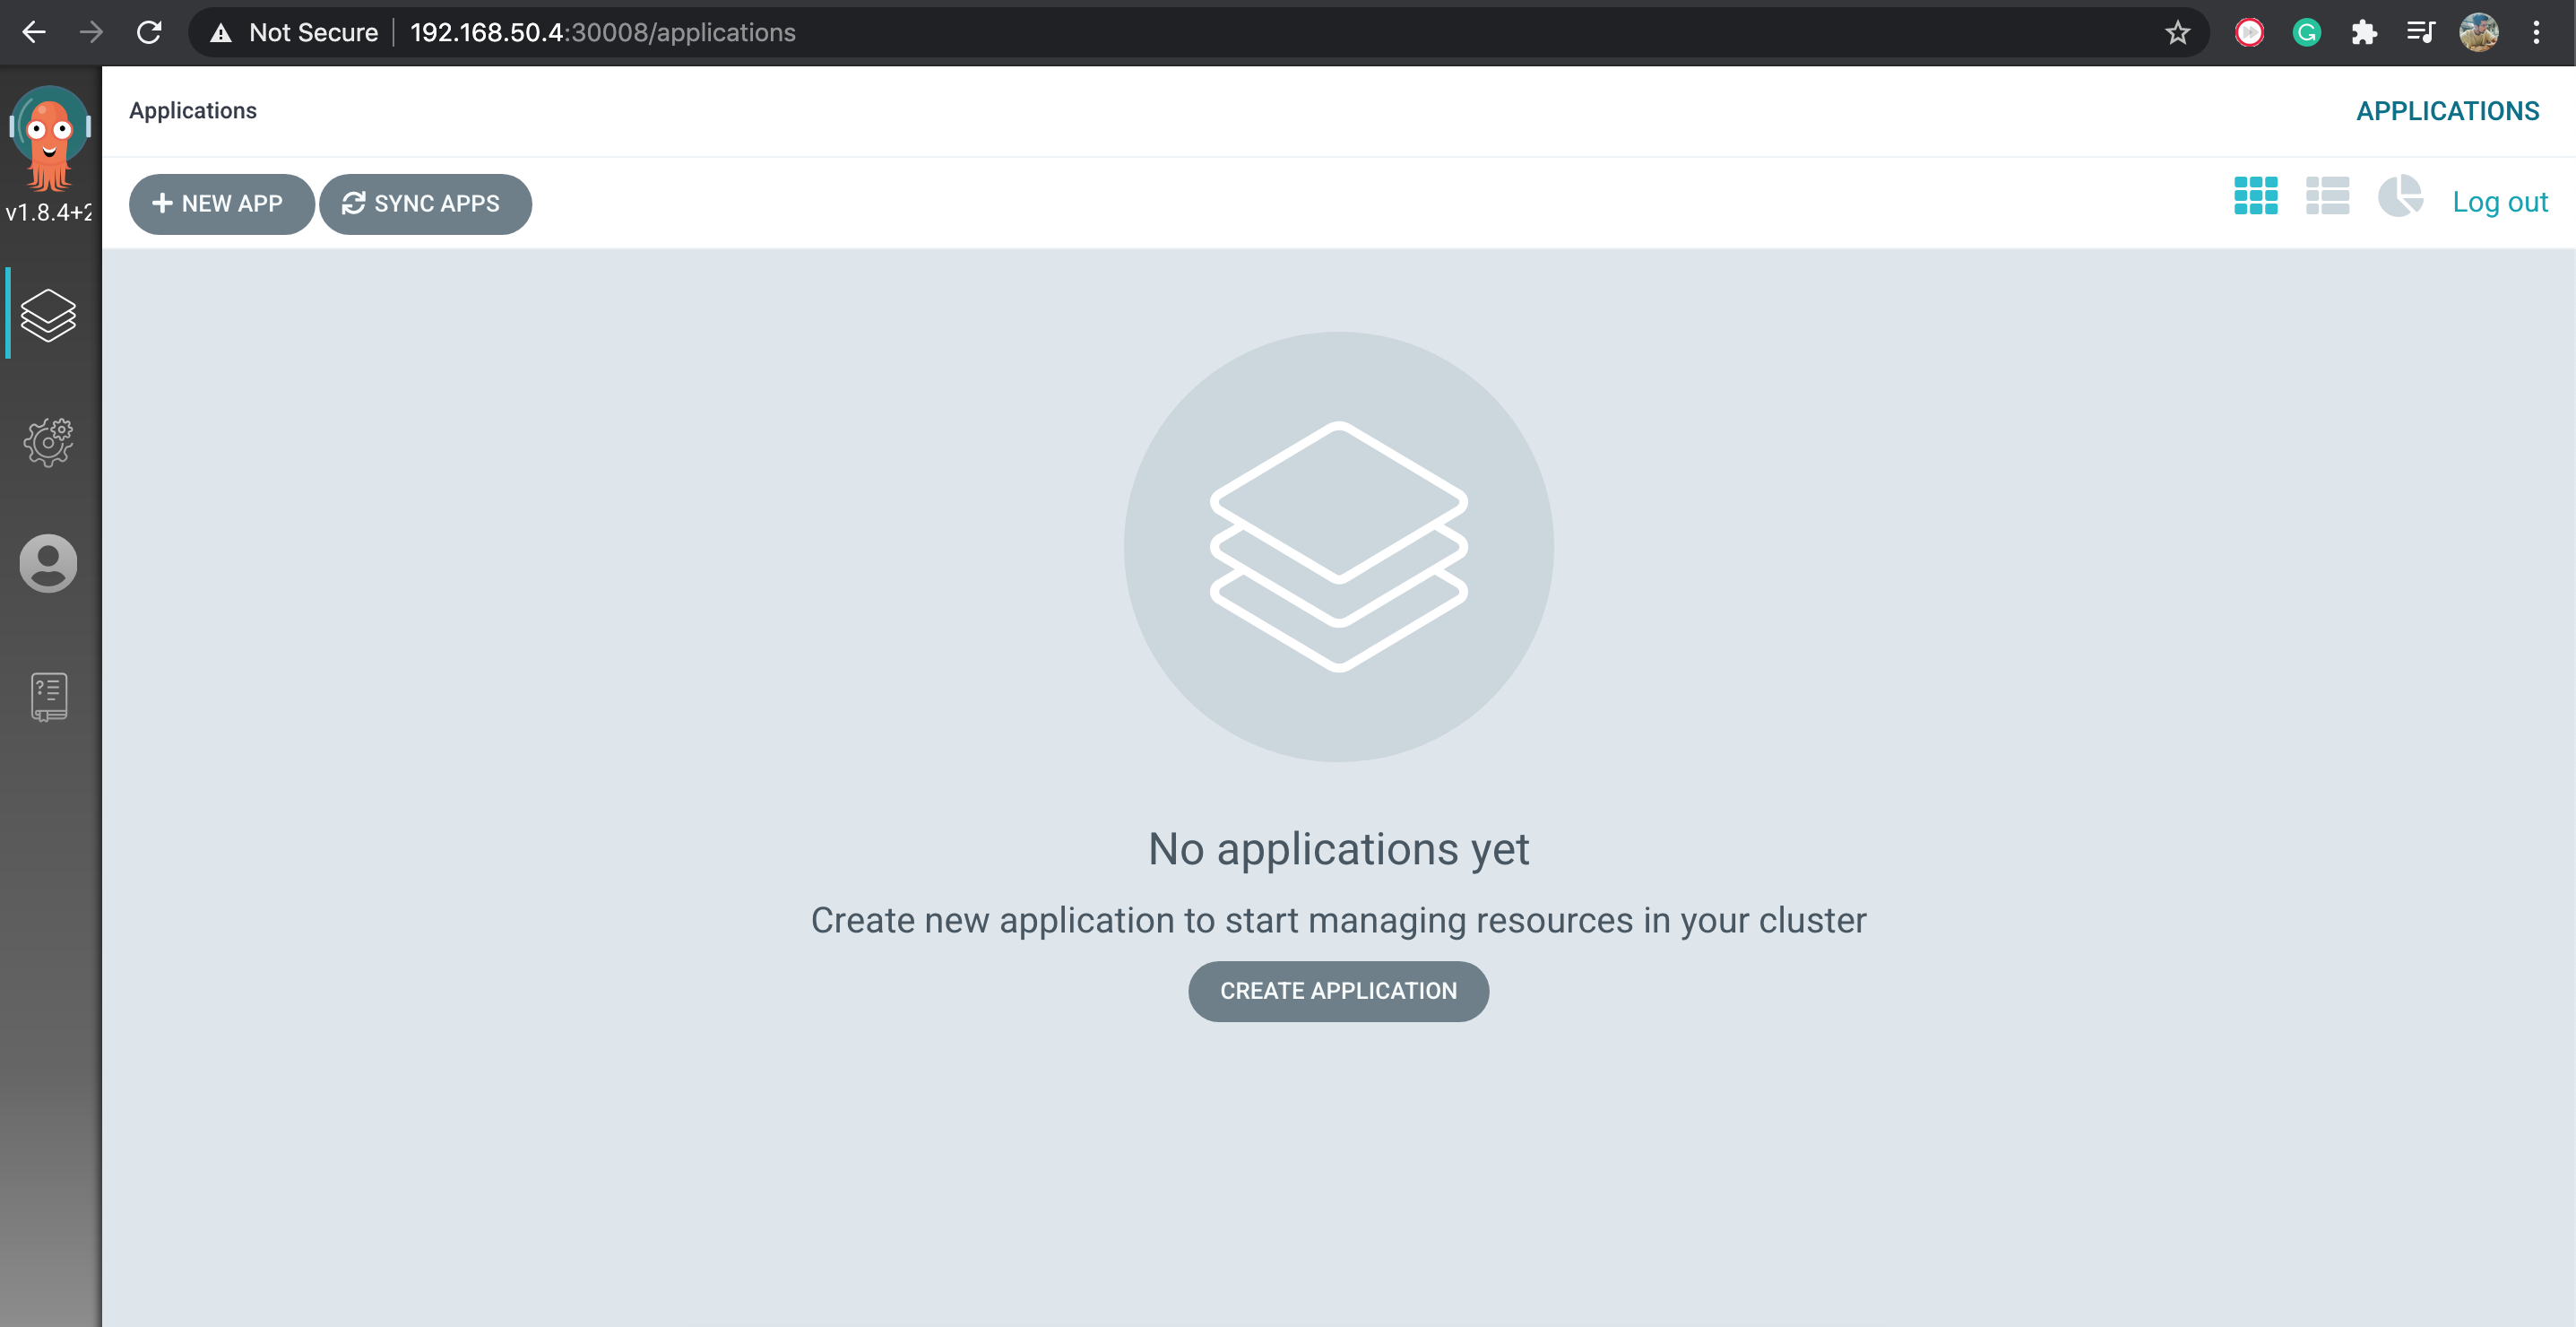 Not Secure 192.168.50.4:30008/applications
Applications
APPLICATIONS
v1.8.4+2
NEW APP
SYNC APPS
Log out
No applications yet
Create new application to start managing resources in your cluster
CREATE APPLICATION